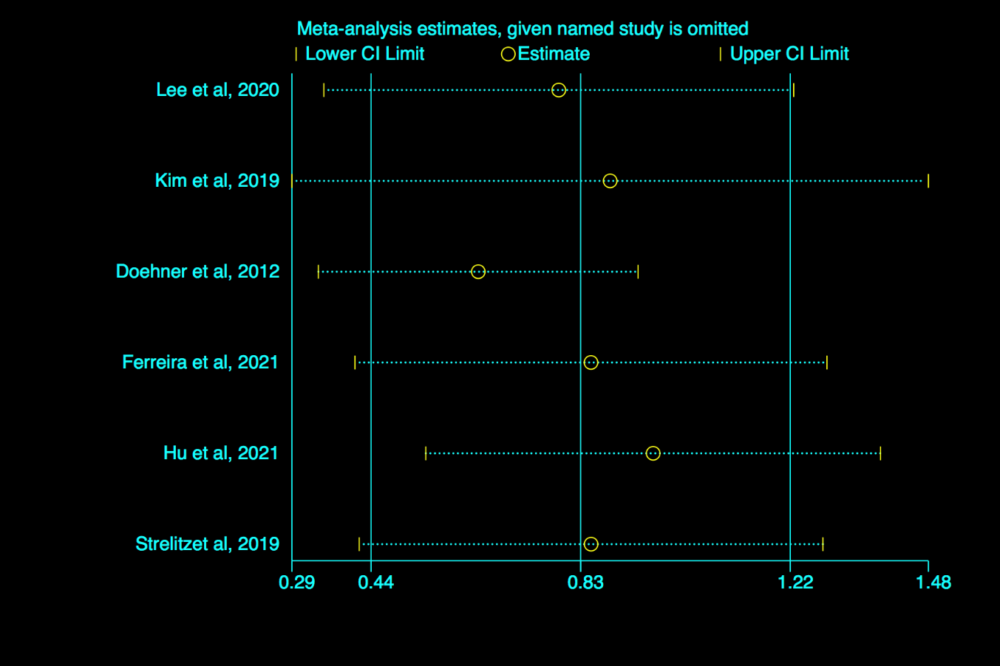 Meta-analysis estimates, given named study is omitted
Lower CI Limit Estimate Upper CI Limit
Lee et al, 2020
Kim et al, 2019
Doehner et al, 2012
Ferreira et al, 2021
Hu et al, 2021
Strelitzet al, 2019
0.29 0.44 0.83 1.22 1.48